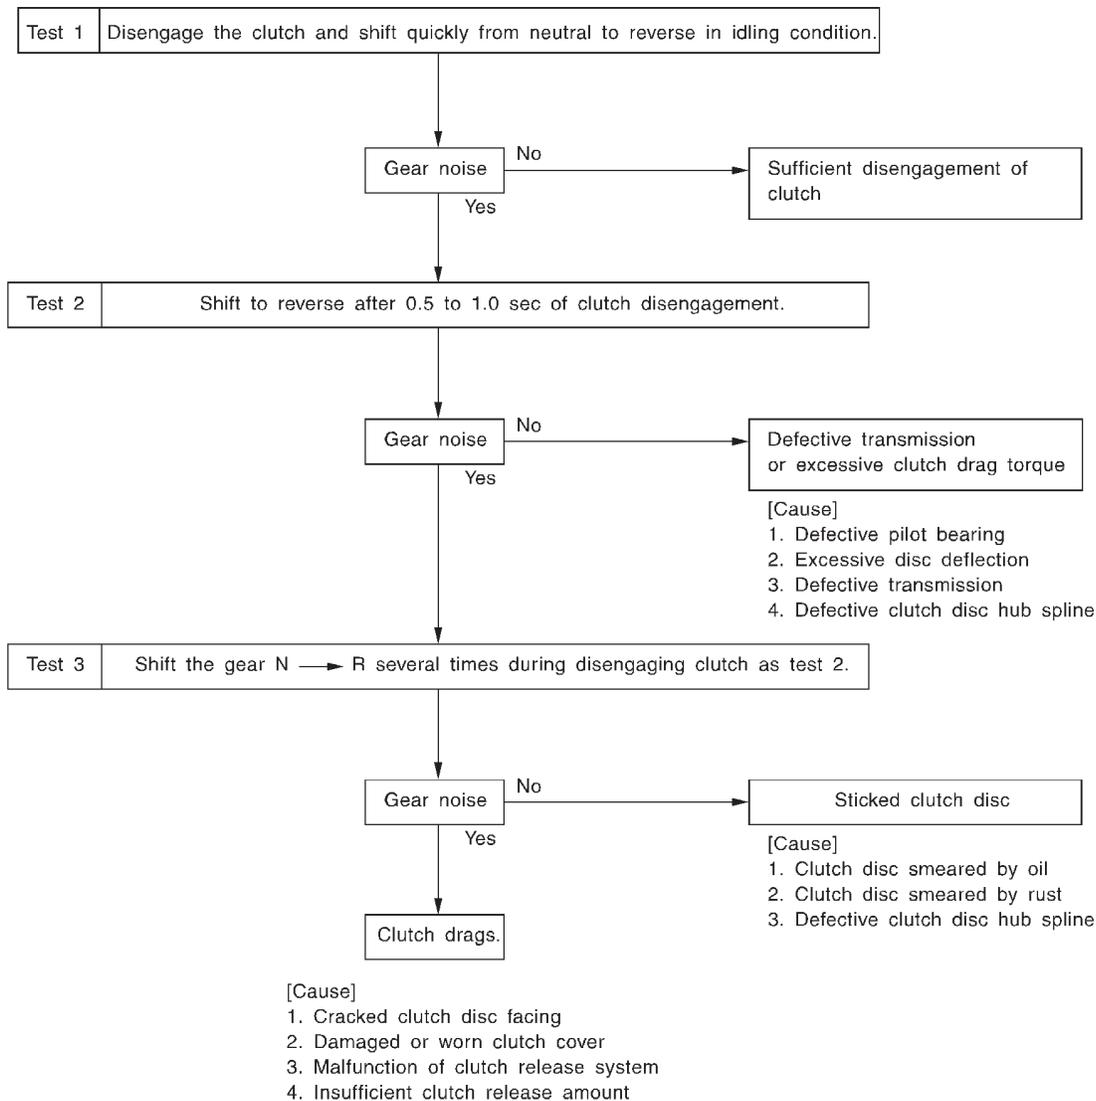 Test 1 Disengage the clutch and shift quickly from neutral to reverse in idling condition.
Gear noise
No
Sufficient disengagement of
clutch
Yes
Test 2 Shift to reverse after 0.5 to 1.0 sec of clutch disengagement.
Gear noise
No
Defective transmission
or excessive clutch drag torque
Yes
[Cause]
1. Defective pilot bearing
2. Excessive disc deflection
3. Defective transmission
4. Defective clutch disc hub spline
Test 3 Shift the gear N → R several times during disengaging clutch as test 2.
Gear noise
No
Sticked clutch disc
Yes
[Cause]
1. Clutch disc smeared by oil
2. Clutch disc smeared by rust
3. Defective clutch disc hub spline
Clutch drags.
[Cause]
1. Cracked clutch disc facing
2. Damaged or worn clutch cover
3. Malfunction of clutch release system
4. Insufficient clutch release amount